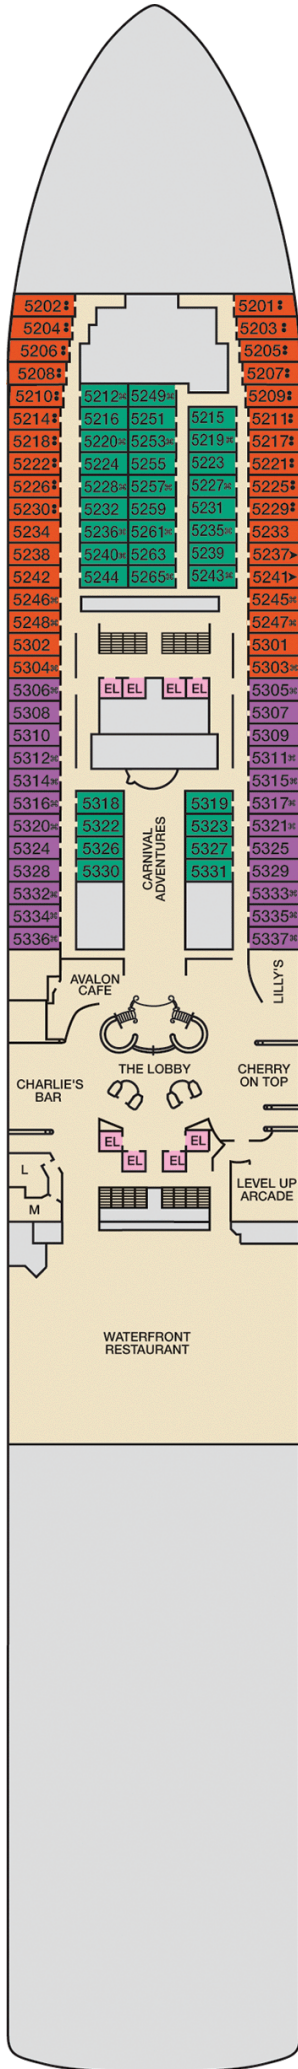 5202 5201
5204 5203
5206 5205
5208 5207
5210 5212 5249 5209
5214 5216 5251 5215 5211
5218 5220 5253 5219 5217
5222 5224 5255 5223 5221
5226 5228 5257 5227 5225
5230 5232 5259 5231 5229
5234 5236 5261 5235 5233
5238 5240 5263 5239 5237
5242 5244 5265 5243 5241
5246 5245
5248 5247
5302 5301
5304 5303
5306 EL EL EL EL 5305
5308 5307
5310 5309
5312 5311
5314 5315
5316 5318 5319 5317
5320 5322 5323 5321
5324 5326 5327 5325
5328 5330 5331 5329
5332 5333
5334 5335
5336 5337
CARNIVAL
ADVENTURES
LILLY'S
AVALON
CAFE
THE LOBBY
CHARLIE'S
BAR
CHERRY
ON TOP
EL EL
EL EL
L
M
LEVEL UP
ARCADE
WATERFRONT
RESTAURANT